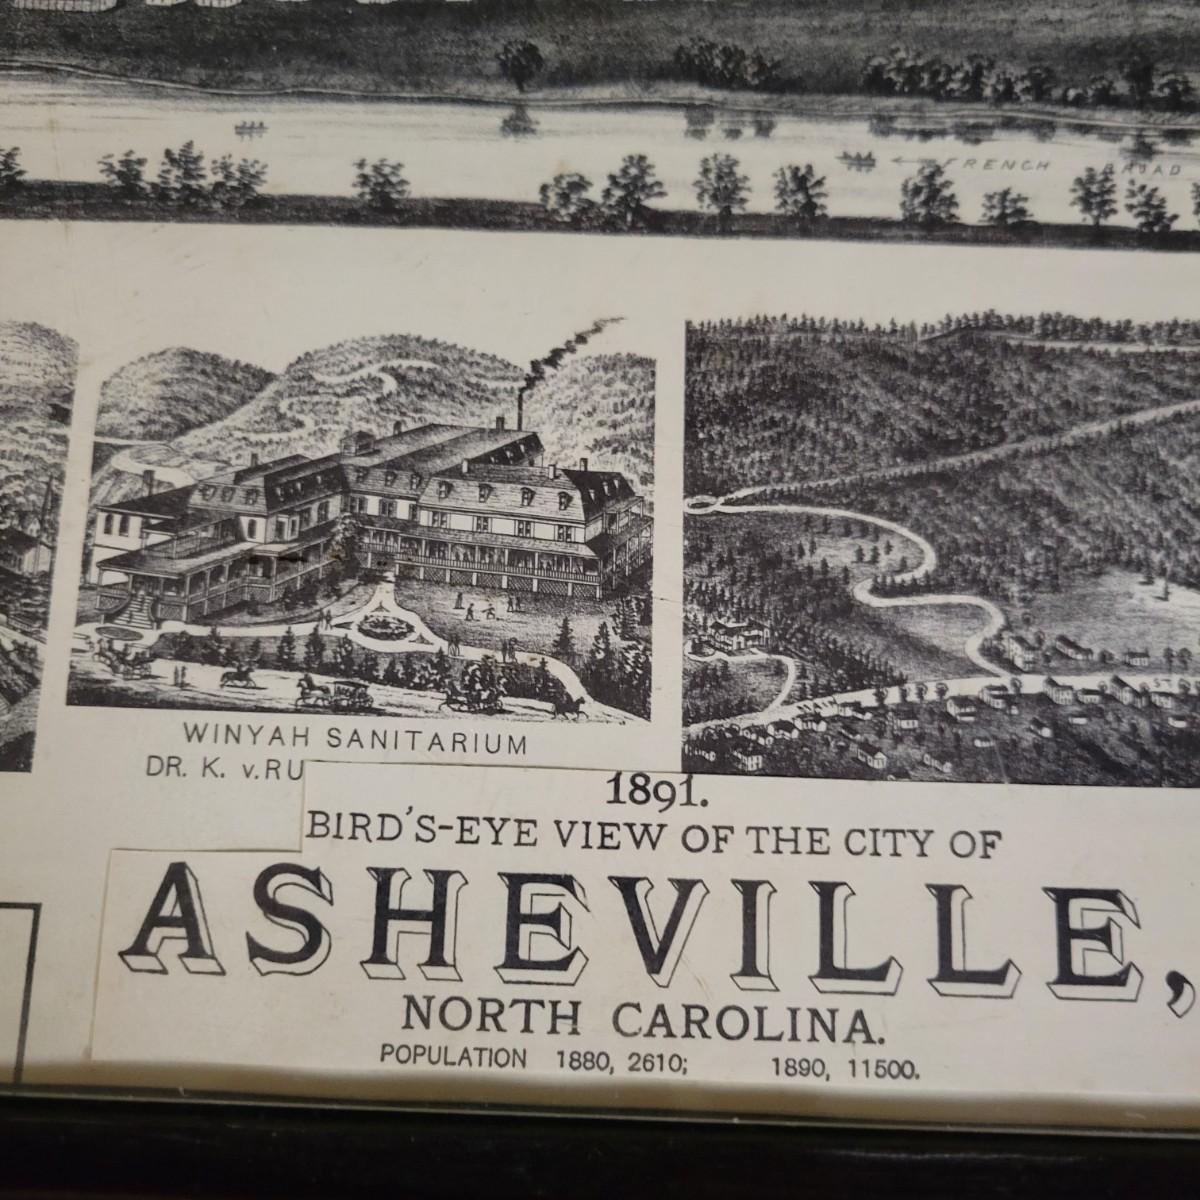 FRENCH BROAD
WINYAH SANITARIUM
DR. K. v.RU
1891.
BIRD'S-EYE VIEW OF THE CITY OF
ASHEVILLE,
NORTH CAROLINA.
POPULATION 1880, 2610; 1890, 11500.